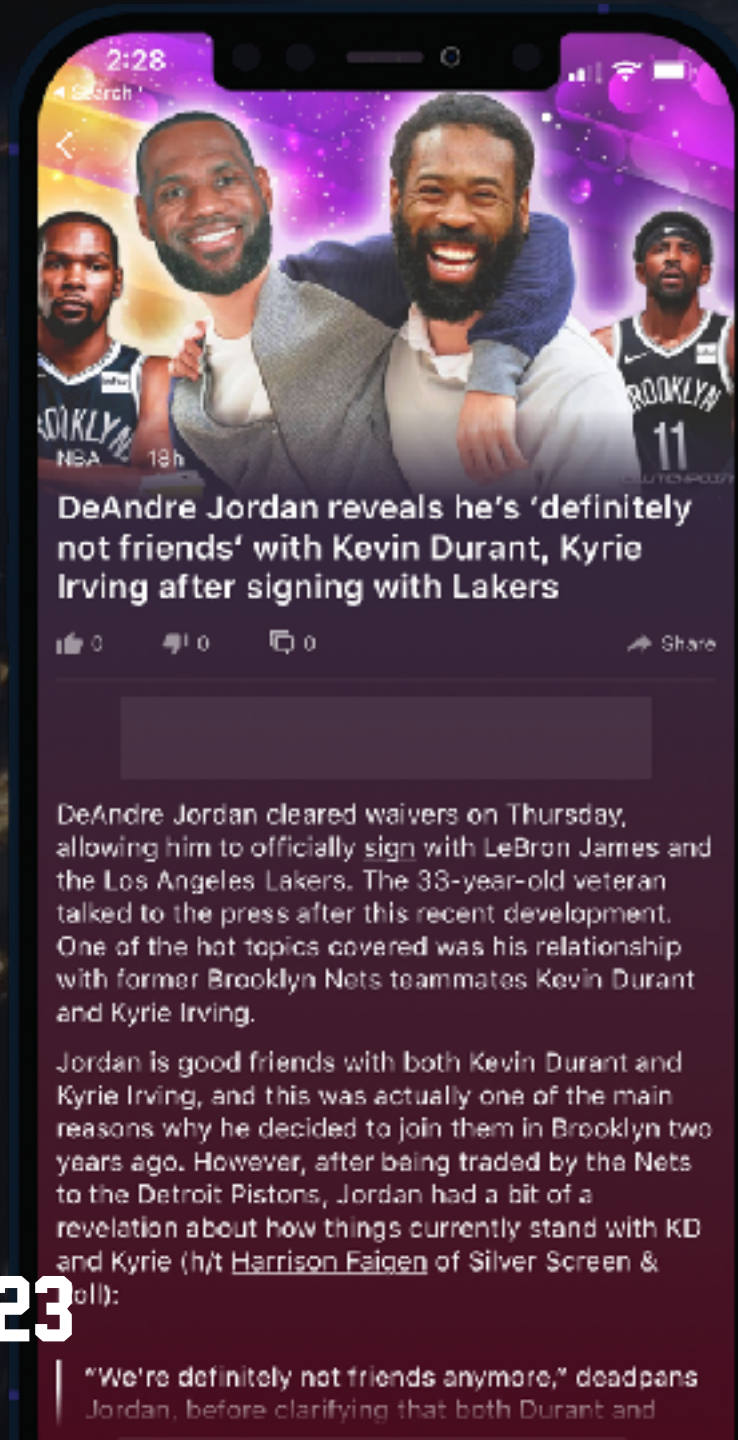 2:28
Search
BROOKLYN
11
NBA 18h
DeAndre Jordan reveals he's 'definitely
not friends' with Kevin Durant, Kyrie
Irving after signing with Lakers
0 0 0 Share
DeAndre Jordan cleared waivers on Thursday,
allowing him to officially sign with LeBron James and
the Los Angeles Lakers. The 33-year-old veteran
talked to the press after this recent development.
One of the hot topics covered was his relationship
with former Brooklyn Nets teammates Kevin Durant
and Kyrie Irving.
Jordan is good friends with both Kevin Durant and
Kyrie Irving, and this was actually one of the main
reasons why he decided to join them in Brooklyn two
years ago. However, after being traded by the Nets
to the Detroit Pistons, Jordan had a bit of a
revelation about how things currently stand with KD
and Kyrie (h/t Harrison Faigen of Silver Screen &
oll):
23
"We're definitely not friends anymore," deadpans
Jordan, before clarifying that both Durant and